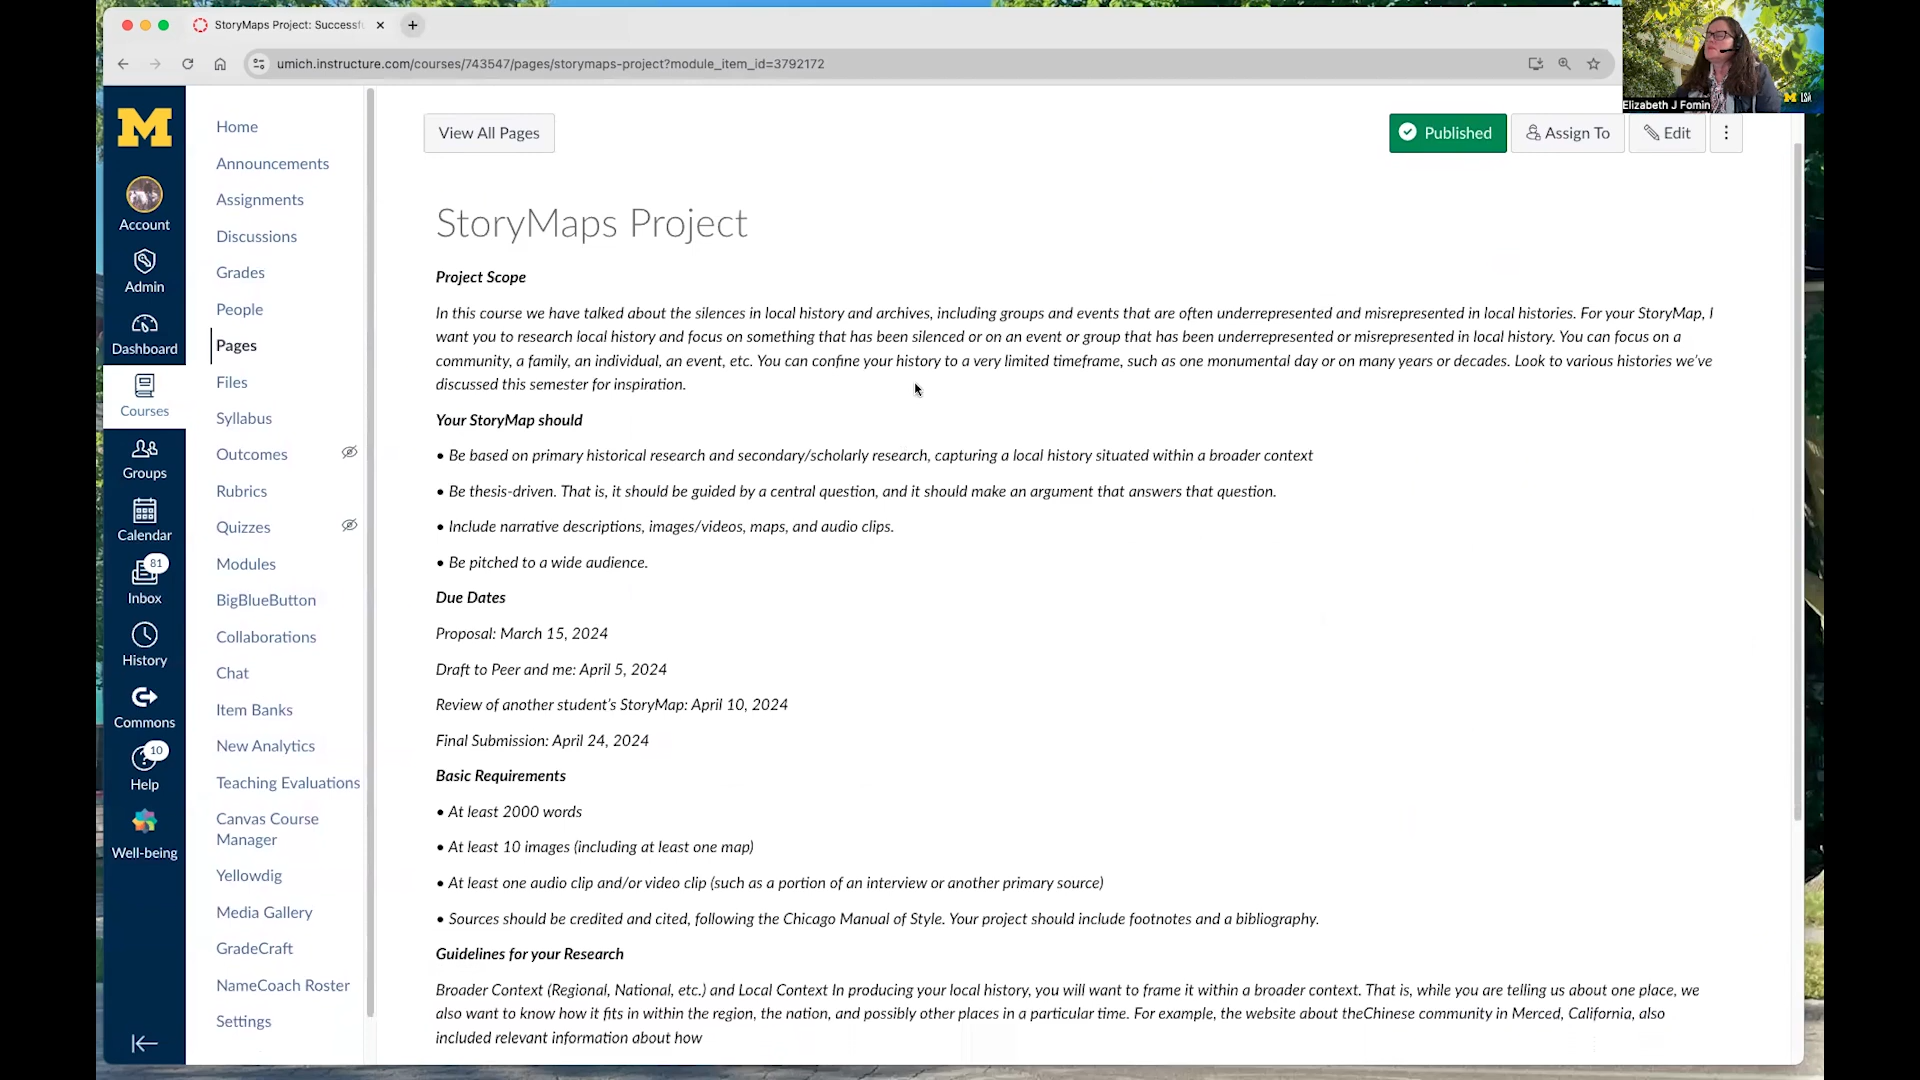 StoryMaps Project: Successf
umich.instructure.com/courses/743547/pages/storymaps-project?module_item_id=3792172
Elizabeth J Fomin
M LSA
M
Account
Admin
Dashboard
Courses
Groups
Calendar
81
Inbox
History
Commons
10
Help
Well-being
Home
Announcements
Assignments
Discussions
Grades
People
Pages
Files
Syllabus
Outcomes
Rubrics
Quizzes
Modules
BigBlueButton
Collaborations
Chat
Item Banks
New Analytics
Teaching Evaluations
Canvas Course
Manager
Yellowdig
Media Gallery
GradeCraft
NameCoach Roster
Settings
View All Pages
Published
Assign To
Edit
StoryMaps Project
Project Scope
In this course we have talked about the silences in local history and archives, including groups and events that are often underrepresented and misrepresented in local histories. For your StoryMap, I
want you to research local history and focus on something that has been silenced or on an event or group that has been underrepresented or misrepresented in local history. You can focus on a
community, a family, an individual, an event, etc. You can confine your history to a very limited timeframe, such as one monumental day or on many years or decades. Look to various histories we've
discussed this semester for inspiration.
Your StoryMap should
• Be based on primary historical research and secondary/scholarly research, capturing a local history situated within a broader context
• Be thesis-driven. That is, it should be guided by a central question, and it should make an argument that answers that question.
• Include narrative descriptions, images/videos, maps, and audio clips.
• Be pitched to a wide audience.
Due Dates
Proposal: March 15, 2024
Draft to Peer and me: April 5, 2024
Review of another student's StoryMap: April 10, 2024
Final Submission: April 24, 2024
Basic Requirements
• At least 2000 words
• At least 10 images (including at least one map)
• At least one audio clip and/or video clip (such as a portion of an interview or another primary source)
• Sources should be credited and cited, following the Chicago Manual of Style. Your project should include footnotes and a bibliography.
Guidelines for your Research
Broader Context (Regional, National, etc.) and Local Context In producing your local history, you will want to frame it within a broader context. That is, while you are telling us about one place, we
also want to know how it fits in within the region, the nation, and possibly other places in a particular time. For example, the website about theChinese community in Merced, California, also
included relevant information about how